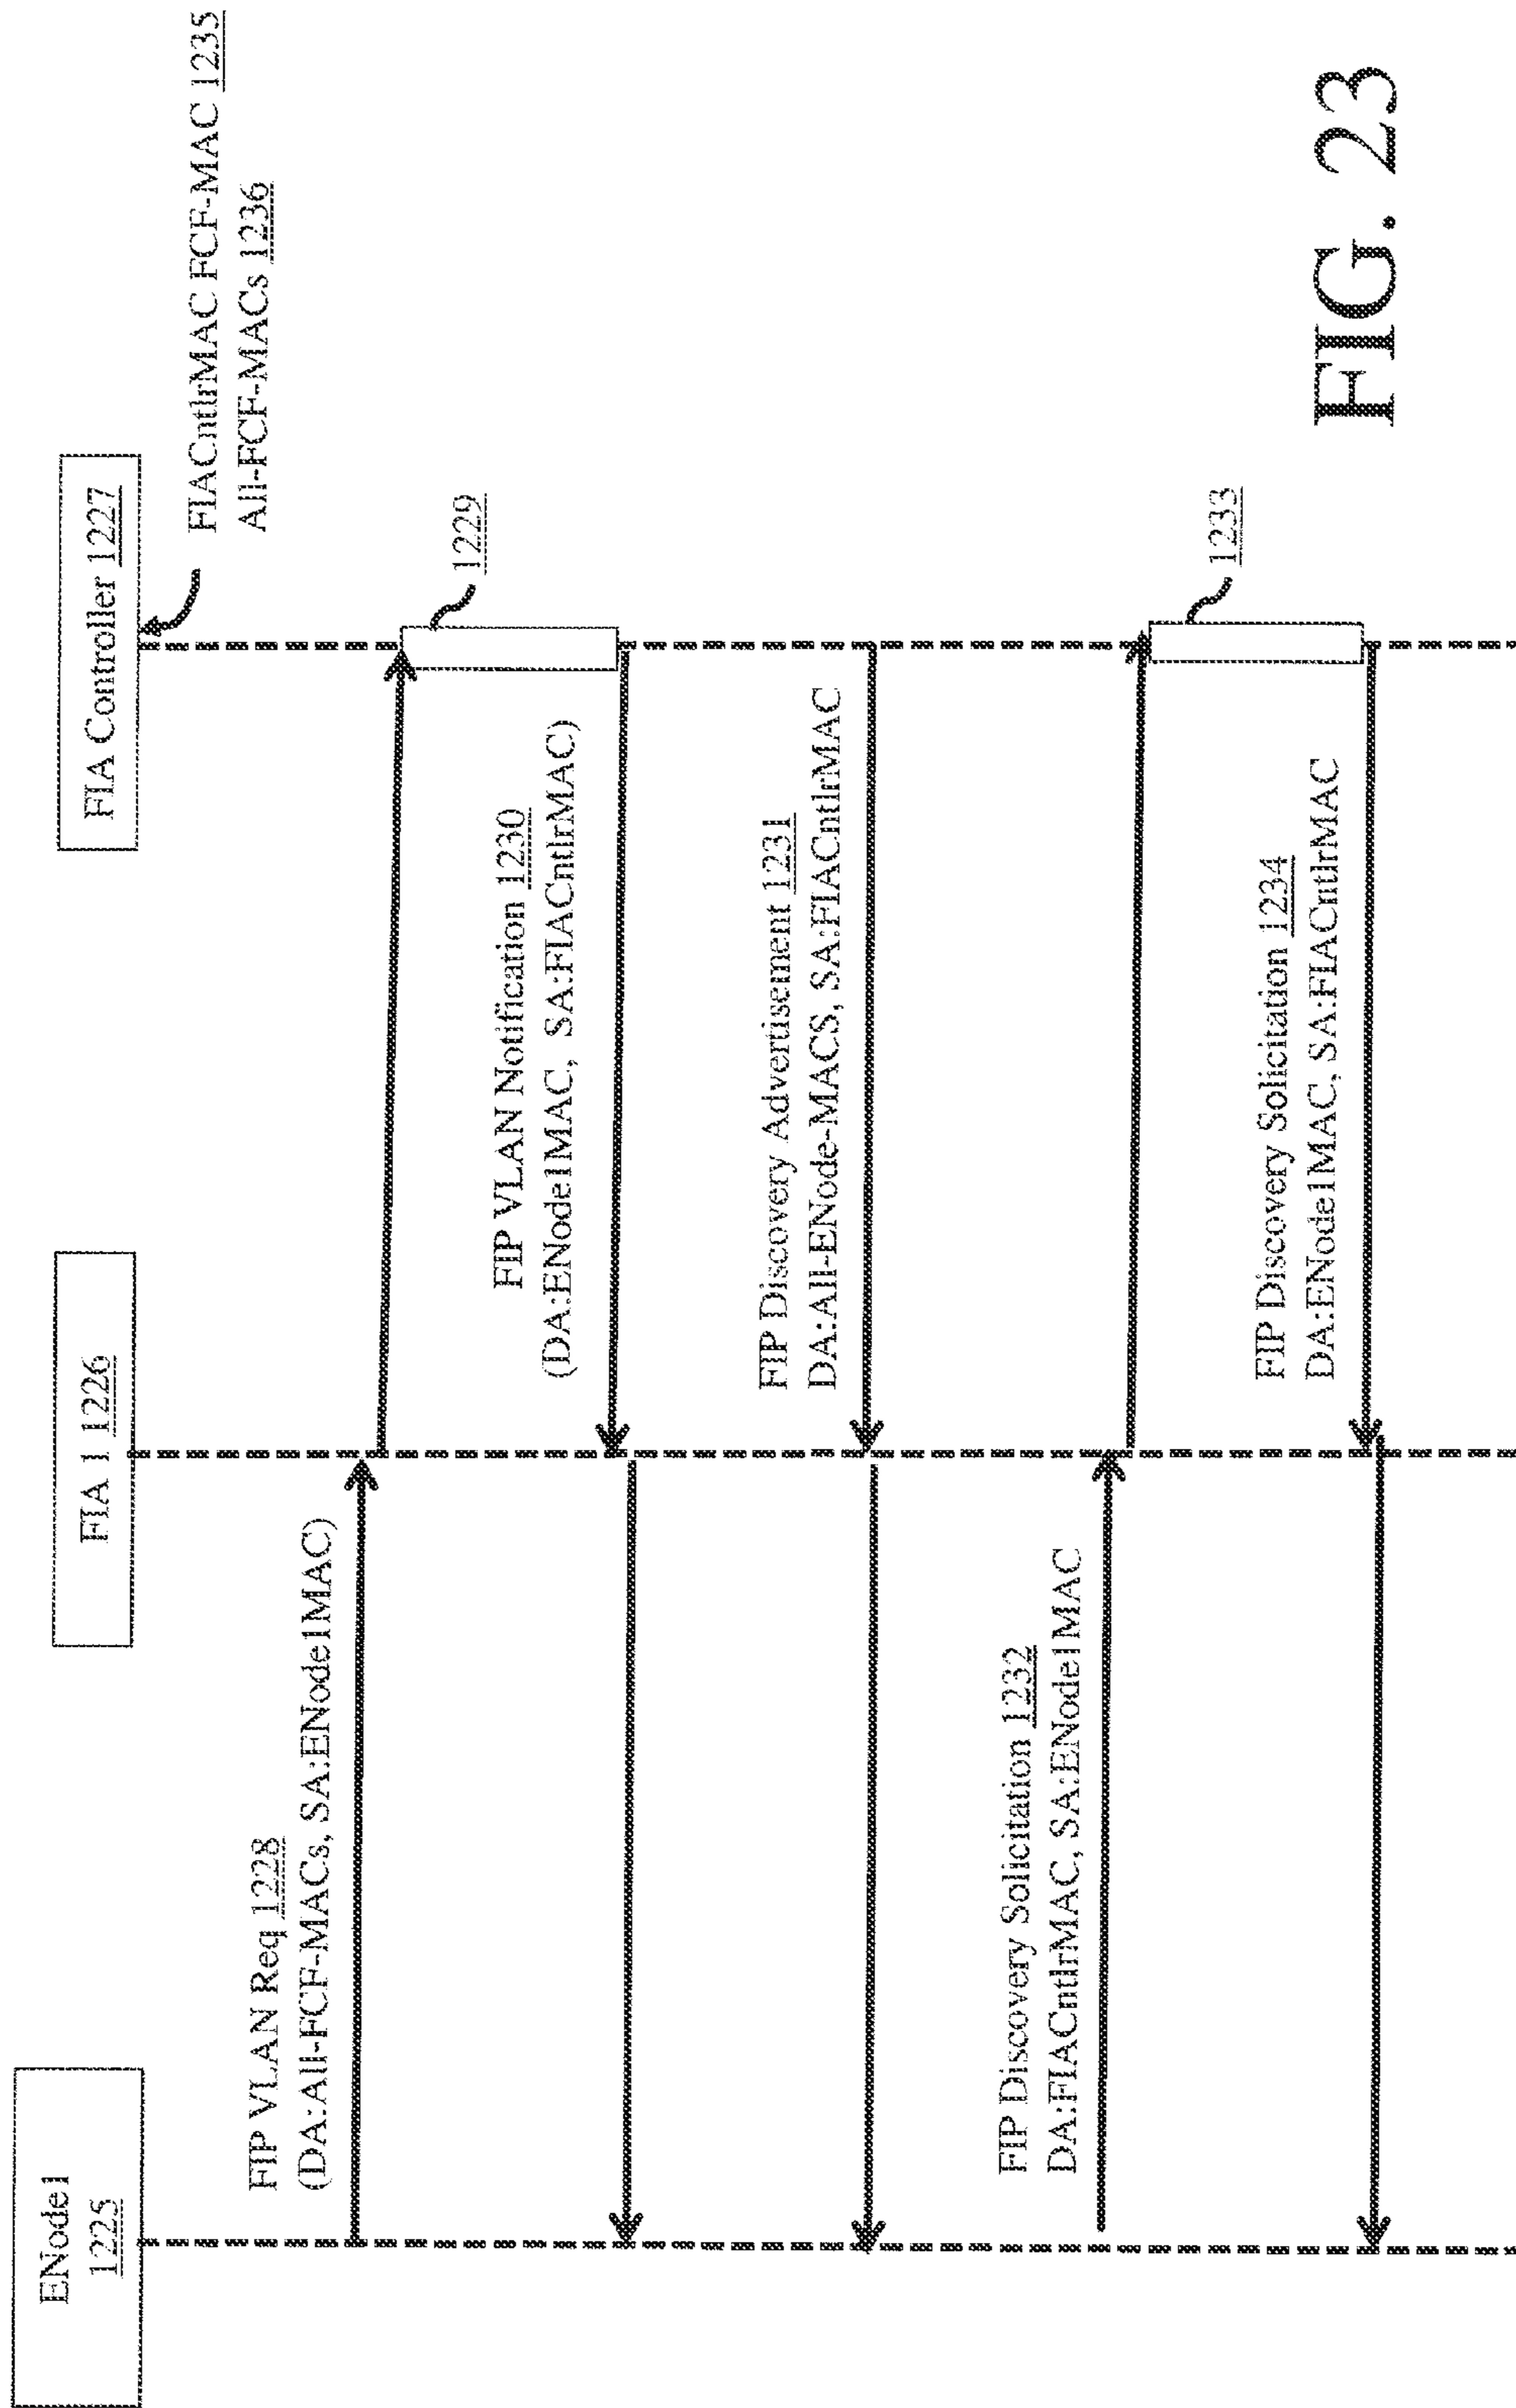 ENode1
1225
FIA 1 1226
FIA Controller 1227
FIACntlrMAC FCF-MAC 1235
All-FCF-MACs 1236
FIP VLAN Req 1228
(DA:All-FCF-MACs, SA:ENode1MAC)
1229
FIP VLAN Notification 1230
(DA:ENode1MAC, SA:FIACntlrMAC)
FIP Discovery Advertisement 1231
DA:All-ENode-MACS, SA:FIACntlrMAC
FIP Discovery Solicitation 1232
DA:FIACntlrMAC, SA:ENode1MAC
1233
FIP Discovery Solicitation 1234
DA:ENode1MAC, SA:FIACntlrMAC
FIG. 23